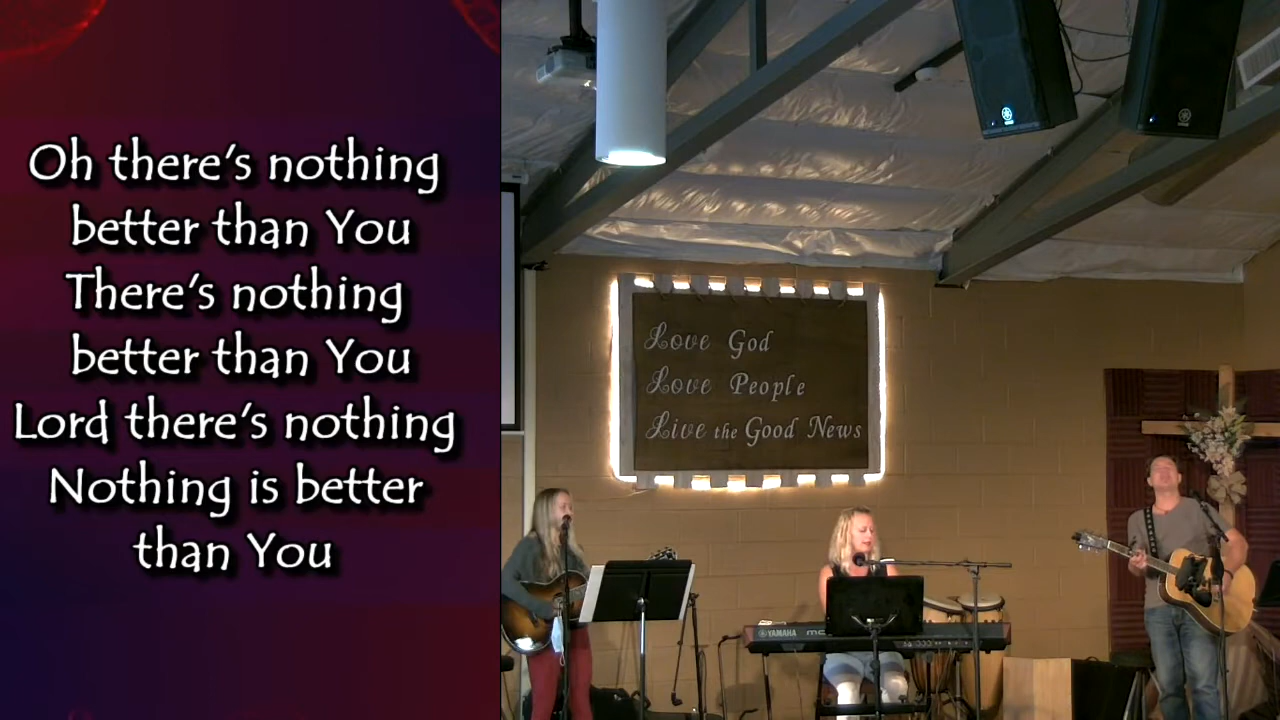 Oh there's nothing
better than You
There's nothing
better than You
Lord there's nothing
Nothing is better
than You
Love God
Love People
Live the Good News
YAMAHA